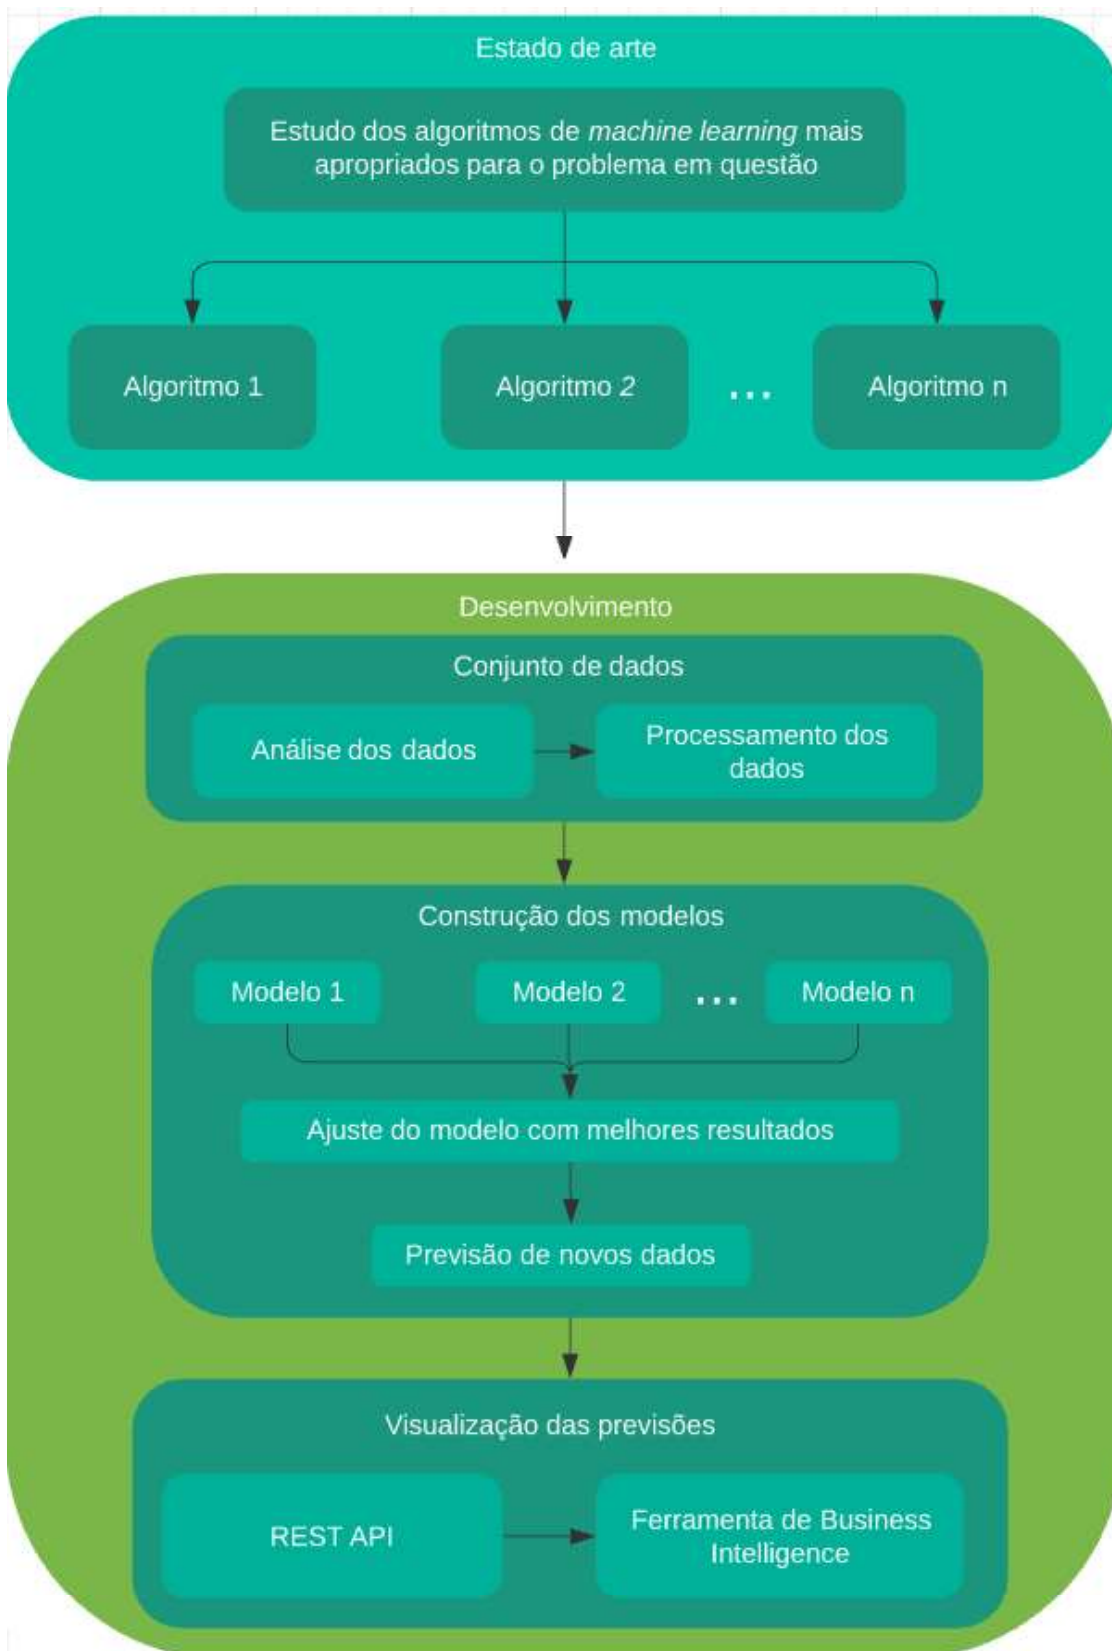 Estado de arte
Estudo dos algoritmos de machine learning mais
apropriados para o problema em questão
Algoritmo 1
Algoritmo 2
...
Algoritmo n
Desenvolvimento
Conjunto de dados
Análise dos dados
Processamento dos
dados
Construção dos modelos
Modelo 1
Modelo 2
...
Modelo n
Ajuste do modelo com melhores resultados
Previsão de novos dados
Visualização das previsões
REST API
Ferramenta de Business
Intelligence